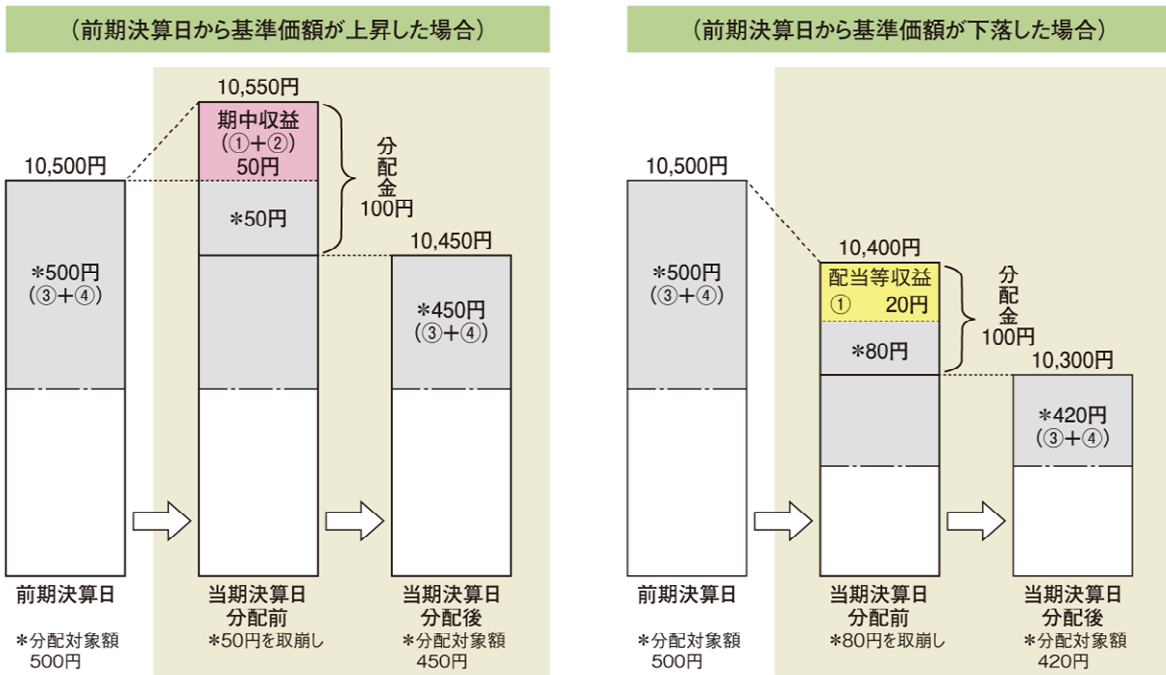 (前期決算日から基準価額が上昇した場合)
10,550円
期中収益
(①+②)
50円
分配金
100円
10,500円
*50円
10,450円
*500円
(③+④)
*450円
(③+④)
前期決算日
当期決算日
分配前
当期決算日
分配後
*分配対象額
500円
*50円を取崩し
*分配対象額
450円
(前期決算日から基準価額が下落した場合)
10,500円
10,400円
*500円
(③+④)
配当等収益
① 20円
分配金
100円
*80円
10,300円
*420円
(③+④)
前期決算日
当期決算日
分配前
当期決算日
分配後
*分配対象額
500円
*80円を取崩し
*分配対象額
420円